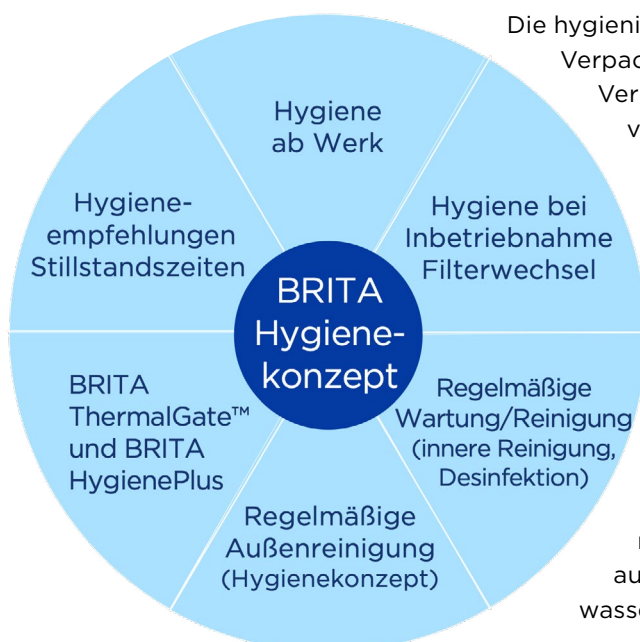 Die
Hygiene
ab Werk
Hygiene bei
Inbetriebnahme
Filterwechsel
Regelmäßige
Wartung/Reinigung
(innere Reinigung,
Desinfektion)
Regelmäßige
Außenreinigung
(Hygienekonzept)
BRITA
ThermalGate™
und BRITA
HygienePlus
Hygiene-
empfehlungen
Stillstandszeiten
BRITA
Hygiene-
konzept